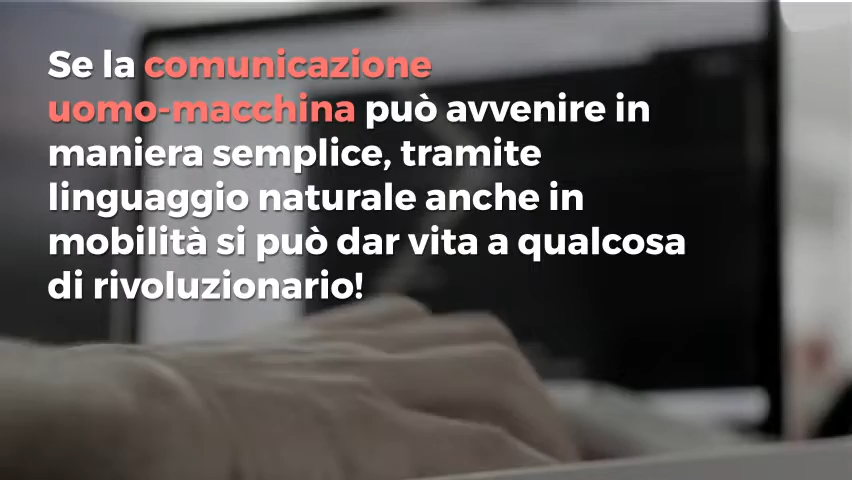 Se la comunicazione
uomo-macchina può avvenire in
maniera semplice, tramite
linguaggio naturale anche in
mobilità si può dar vita a qualcosa
di rivoluzionario!